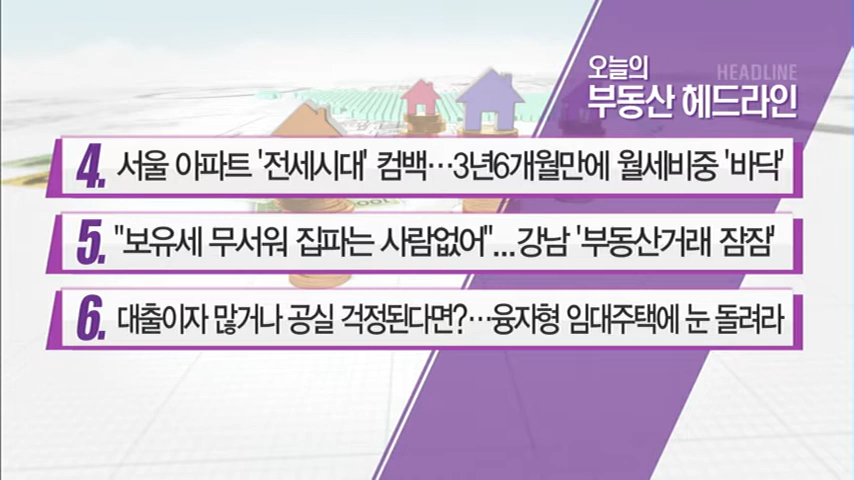 오늘의
HEADLINE
부동산 헤드라인
4. 서울 아파트 '전세시대' 컴백…3년6개월만에 월세비중 '바닥'
5. "보유세 무서워 집파는 사람없어"...강남 '부동산거래 잠잠'
6. 대출이자 많거나 공실 걱정된다면?…융자형 임대주택에 눈 돌려라